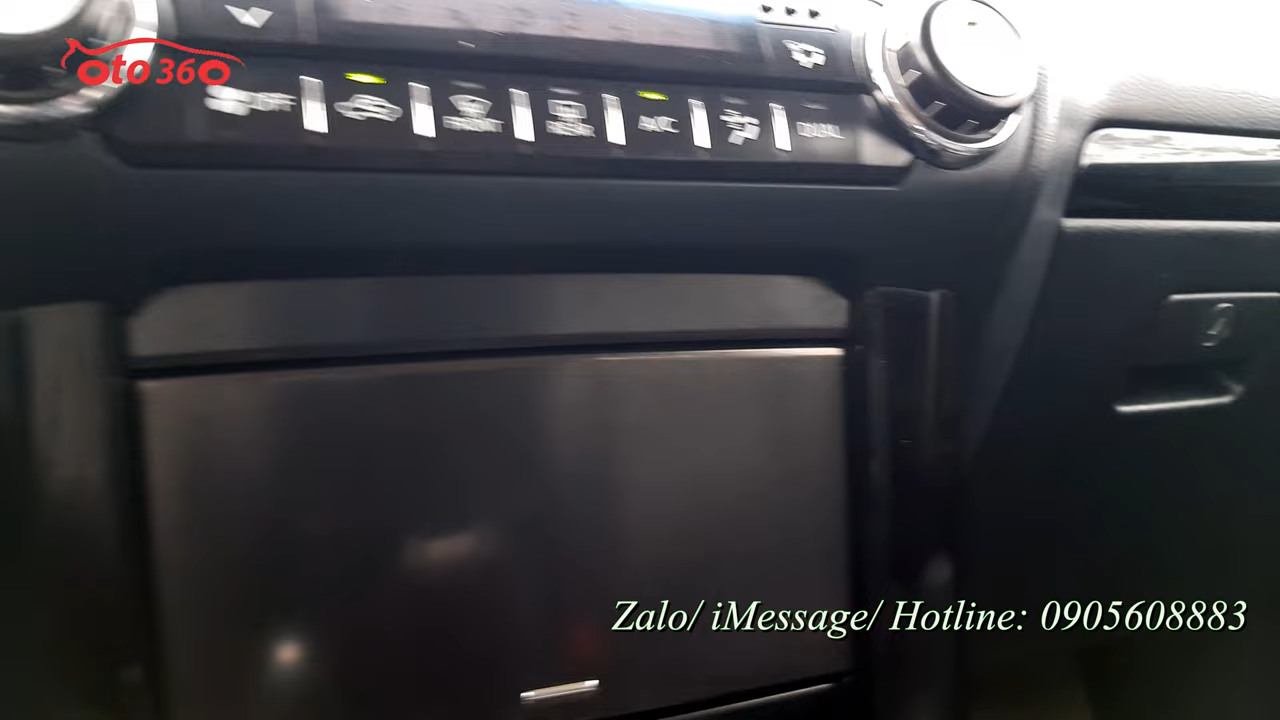 oto360
OFF FRONT REAR A/C DUAL
Zalo/ iMessage/ Hotline: 0905608883